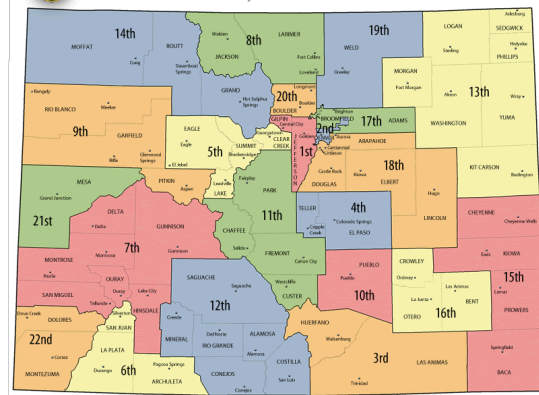 14th
MOFFAT
Craig
ROUTT
Steamboat
Springs
8th
Walden
JACKSON
LARIMER
Fort Collins
Loveland
19th
WELD
Greeley
LOGAN
Sterling
Julesburg
SEDGWICK
Holyoke
PHILLIPS
GRAND
Hot Sulphur
Springs
MORGAN
Fort Morgan
13th
Akron
Wray
WASHINGTON
YUMA
Rangely
RIO BLANCO
Meeker
9th
GARFIELD
Rifle
Glenwood
Springs
20th
Longmont
Boulder
BOULDER
GILPIN
Central City
Brighton
BROOMFIELD
2nd
17th
ADAMS
EAGLE
Eagle
El Jebel
5th
SUMMIT
Breckenridge
Georgetown
CLEAR
CREEK
Golden
1st
JEFFERSON
Aurora
Centennial
Littleton
ARAPAHOE
18th
Castle Rock
Kiowa
DOUGLAS
ELBERT
KIT CARSON
Burlington
PITKIN
Aspen
Leadville
LAKE
Fairplay
PARK
MESA
Grand Junction
21st
11th
TELLER
Cripple
Creek
4th
Colorado Springs
EL PASO
Hugo
LINCOLN
CHEYENNE
Cheyenne Wells
DELTA
Delta
GUNNISON
Gunnison
7th
CHAFFEE
Salida
FREMONT
Canon City
MONTROSE
Montrose
Nucla
OURAY
Ouray
SAN MIGUEL
Telluride
Lake City
HINSDALE
SAGUACHE
Saguache
Westcliffe
CUSTER
PUEBLO
Pueblo
10th
CROWLEY
Ordway
Eads
KIOWA
Las Animas
La Junta
BENT
OTERO
16th
Lamar
15th
PROWERS
12th
Dove Creek
DOLORES
22nd
Cortez
MONTEZUMA
Silverton
SAN JUAN
LA PLATA
Durango
6th
Pagosa Springs
ARCHULETA
Creede
MINERAL
Del Norte
RIO GRANDE
ALAMOSA
Alamosa
CONEJOS
Conejos
COSTILLA
San Luis
HUERFANO
Walsenburg
3rd
Trinidad
LAS ANIMAS
Springfield
BACA